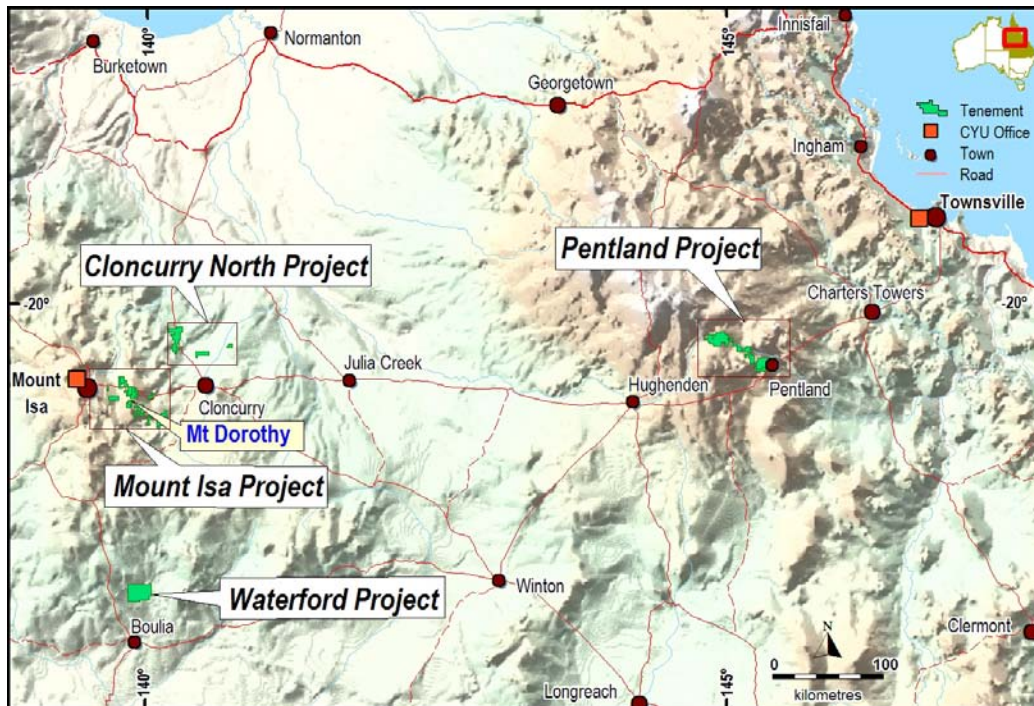 140°
145°
Innisfail
Normanton
Burketown
Georgetown
Tenement
CYU Office
Town
Road
Ingham
Townsville
Cloncurry North Project
Pentland Project
-20°
-20°
Charters Towers
Julia Creek
Mount
Isa
Cloncurry
Hughenden
Pentland
Mt Dorothy
Mount Isa Project
Waterford Project
Winton
Boulia
Clermont
N
0 100
kilometres
Longreach
140°
145°